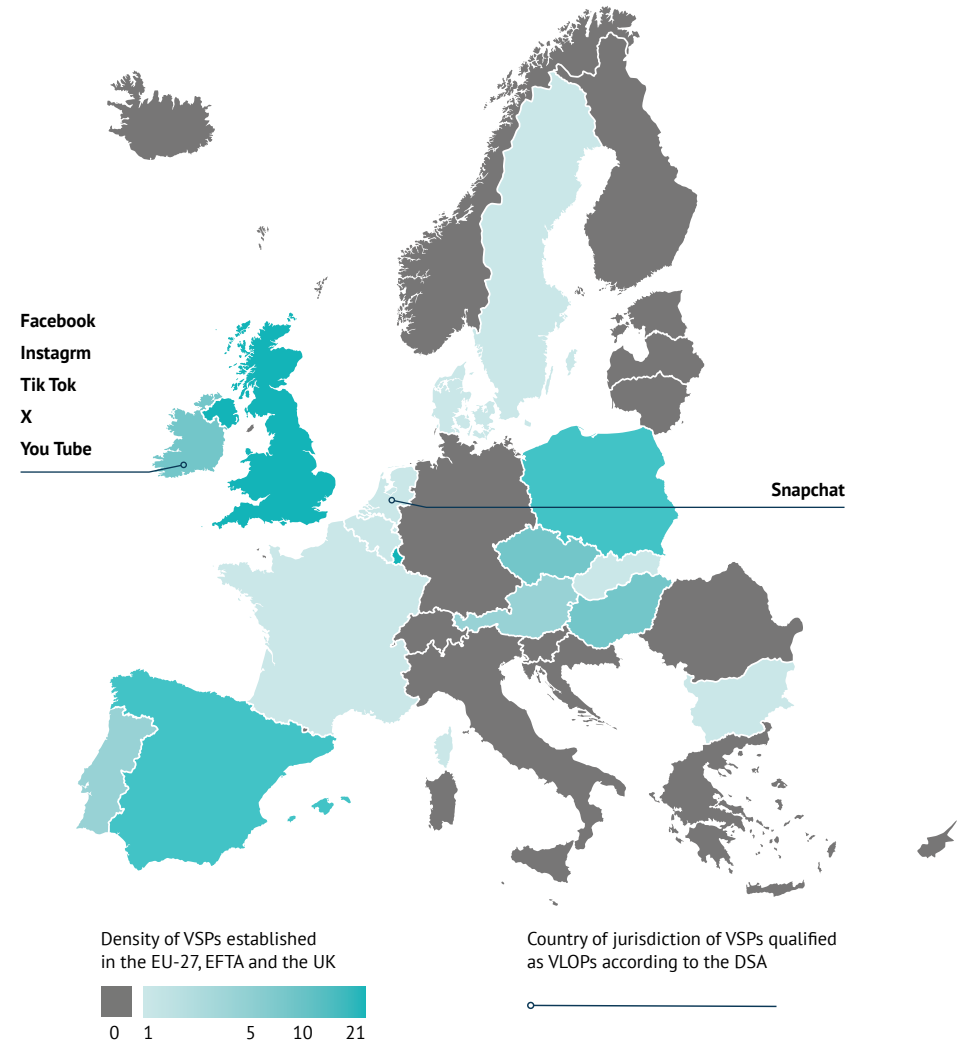 Facebook
Instagrm
Tik Tok
X
You Tube
Snapchat
Density of VSPs established
in the EU-27, EFTA and the UK
0 1 5 10 21
Country of jurisdiction of VSPs qualified
as VLOPs according to the DSA